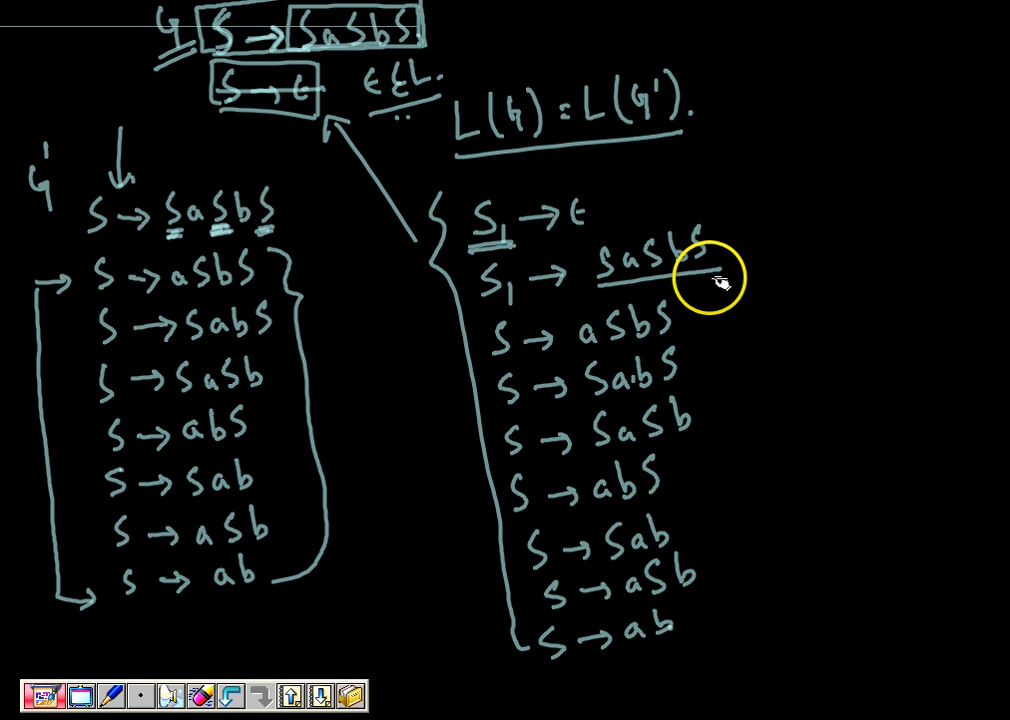 G S → SaSbS
S → ϵ ϵ ∈ L.
L(G) = L(G').
G'
S → SaSbS
S → aSbS
S → SabS
S → SaSb
S → abS
S → Sab
S → aSb
S → ab
S₁ → ϵ
S₁ → SaSbS
S → aSbS
S → SabS
S → SaSb
S → abS
S → Sab
S → aSb
S → ab